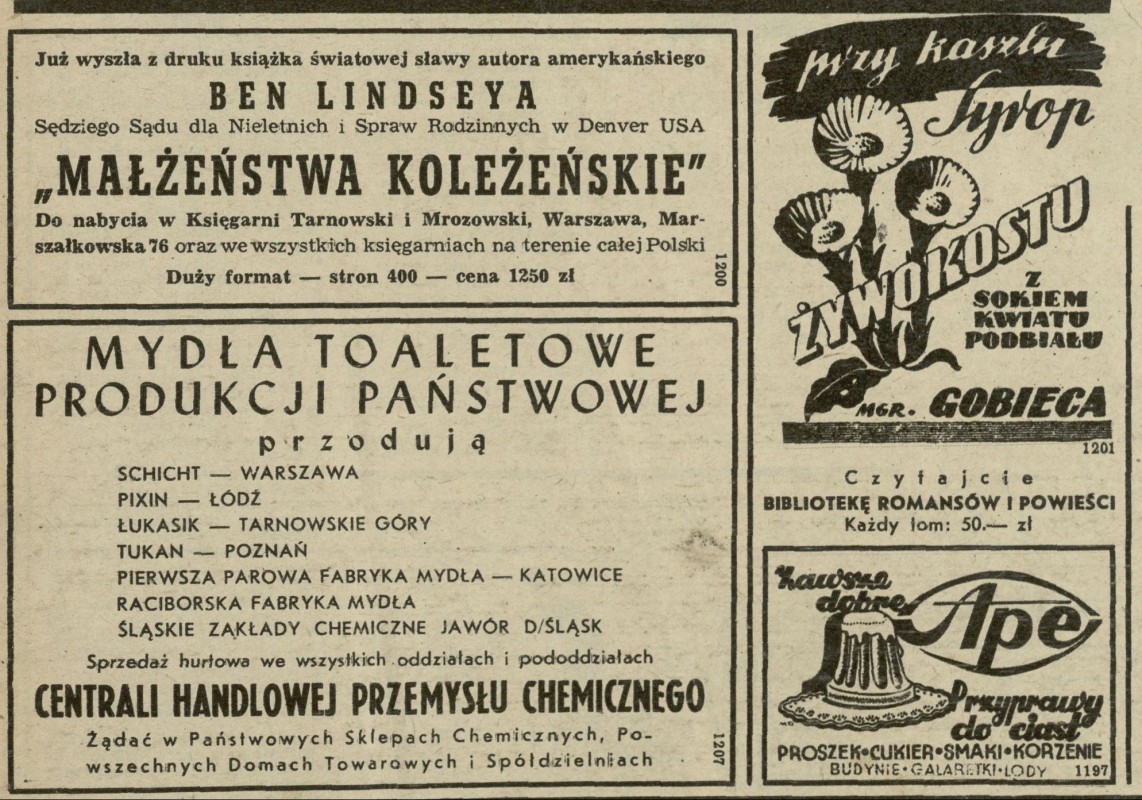 Już wyszła z druku książka światowej sławy autora amerykańskiego
BEN LINDSEYA
Sędziego Sądu dla Nieletnich i Spraw Rodzinnych w Denver USA
„MAŁŻEŃSTWA KOLEŻEŃSKIE”
Do nabycia w Księgarni Tarnowski i Mrozowski, Warszawa, Mar-
szałkowska 76 oraz we wszystkich księgarniach na terenie całej Polski
Duży format — stron 400 — cena 1250 zł
1200
MYDŁA TOALETOWE
PRODUKCJI PAŃSTWOWEJ
przodują
SCHICHT — WARSZAWA
PIXIN — ŁÓDŹ
ŁUKASIK — TARNOWSKIE GÓRY
TUKAN — POZNAŃ
PIERWSZA PAROWA FABRYKA MYDŁA — KATOWICE
RACIBORSKA FABRYKA MYDŁA
ŚLĄSKIE ZAKŁADY CHEMICZNE JAWÓR D/ŚLĄSK
Sprzedaż hurtowa we wszystkich oddziałach i pododdziałach
CENTRALI HANDLOWEJ PRZEMYSŁU CHEMICZNEGO
Żądać w Państwowych Sklepach Chemicznych, Po-
wszechnych Domach Towarowych i Spółdzielniach
1207
przy kaszlu
Syrop
ŻYWOKOSTU
Z
SOKIEM
KWIATU
PODBIAŁU
MGR. GOBIECA
1201
Czytajcie
BIBLIOTEKĘ ROMANSÓW I POWIEŚCI
Każdy tom: 50.— zł
Zawsze
dobre
Ape
Przyprawy
do ciast
PROSZEK•CUKIER•SMAKI•KORZENIE
BUDYNIE•GALARETKI•LODY
1197